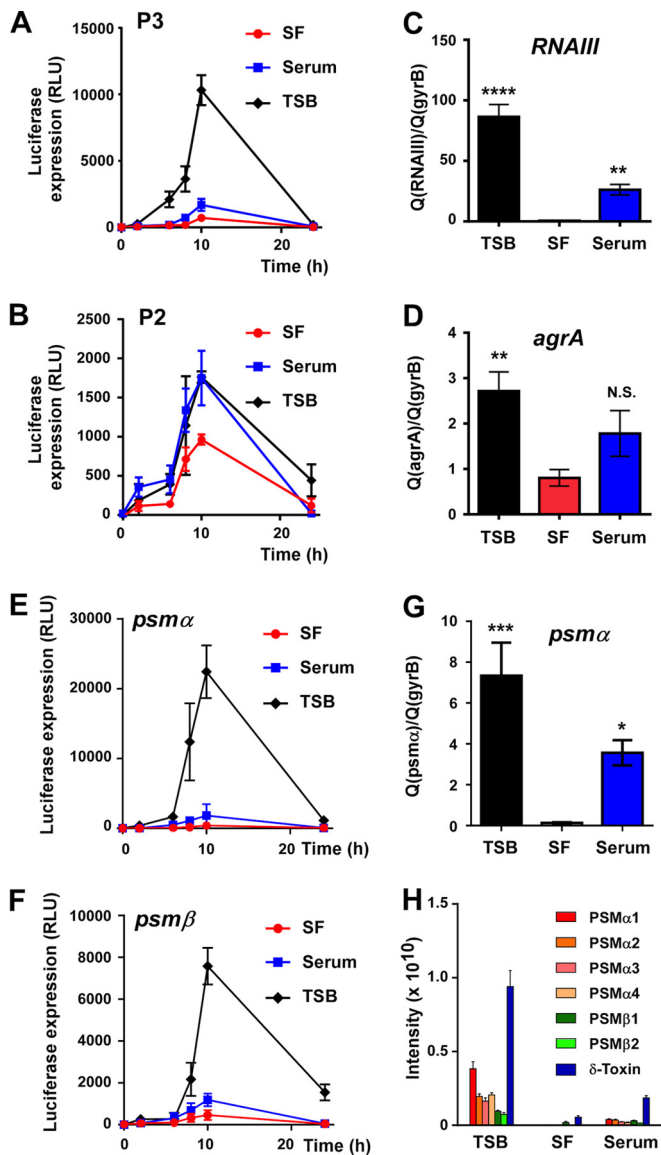 A
P3
Luciferase expression (RLU)
15000
10000
5000
0
0
10
20
Time (h)
SF
Serum
TSB
C
RNAIII
Q(RNAIII)/Q(gyrB)
150
100
50
0
****
**
TSB
SF
Serum
B
P2
Luciferase expression (RLU)
2500
2000
1500
1000
500
0
0
10
20
Time (h)
SF
Serum
TSB
D
agrA
Q(agrA)/Q(gyrB)
4
3
2
1
0
**
N.S.
TSB
SF
Serum
E
psmα
Luciferase expression (RLU)
30000
20000
10000
0
0
10
20
Time (h)
SF
Serum
TSB
G
psmα
Q(psmα)/Q(gyrB)
10
8
6
4
2
0
***
*
TSB
SF
Serum
F
psmβ
Luciferase expression (RLU)
10000
8000
6000
4000
2000
0
0
10
20
Time (h)
SF
Serum
TSB
H
Intensity (x 10¹⁰)
1.0
0.5
0
PSMα1
PSMα2
PSMα3
PSMα4
PSMβ1
PSMβ2
δ-Toxin
TSB
SF
Serum